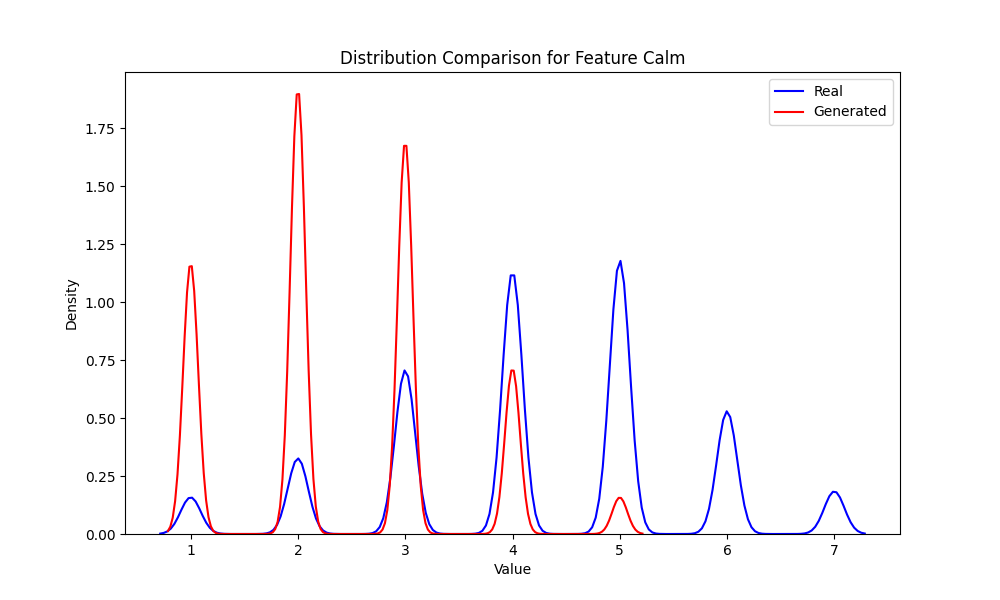 Distribution Comparison for Feature Calm
Real
Generated
Density
1.75
1.50
1.25
1.00
0.75
0.50
0.25
0.00
1 2 3 4 5 6 7
Value